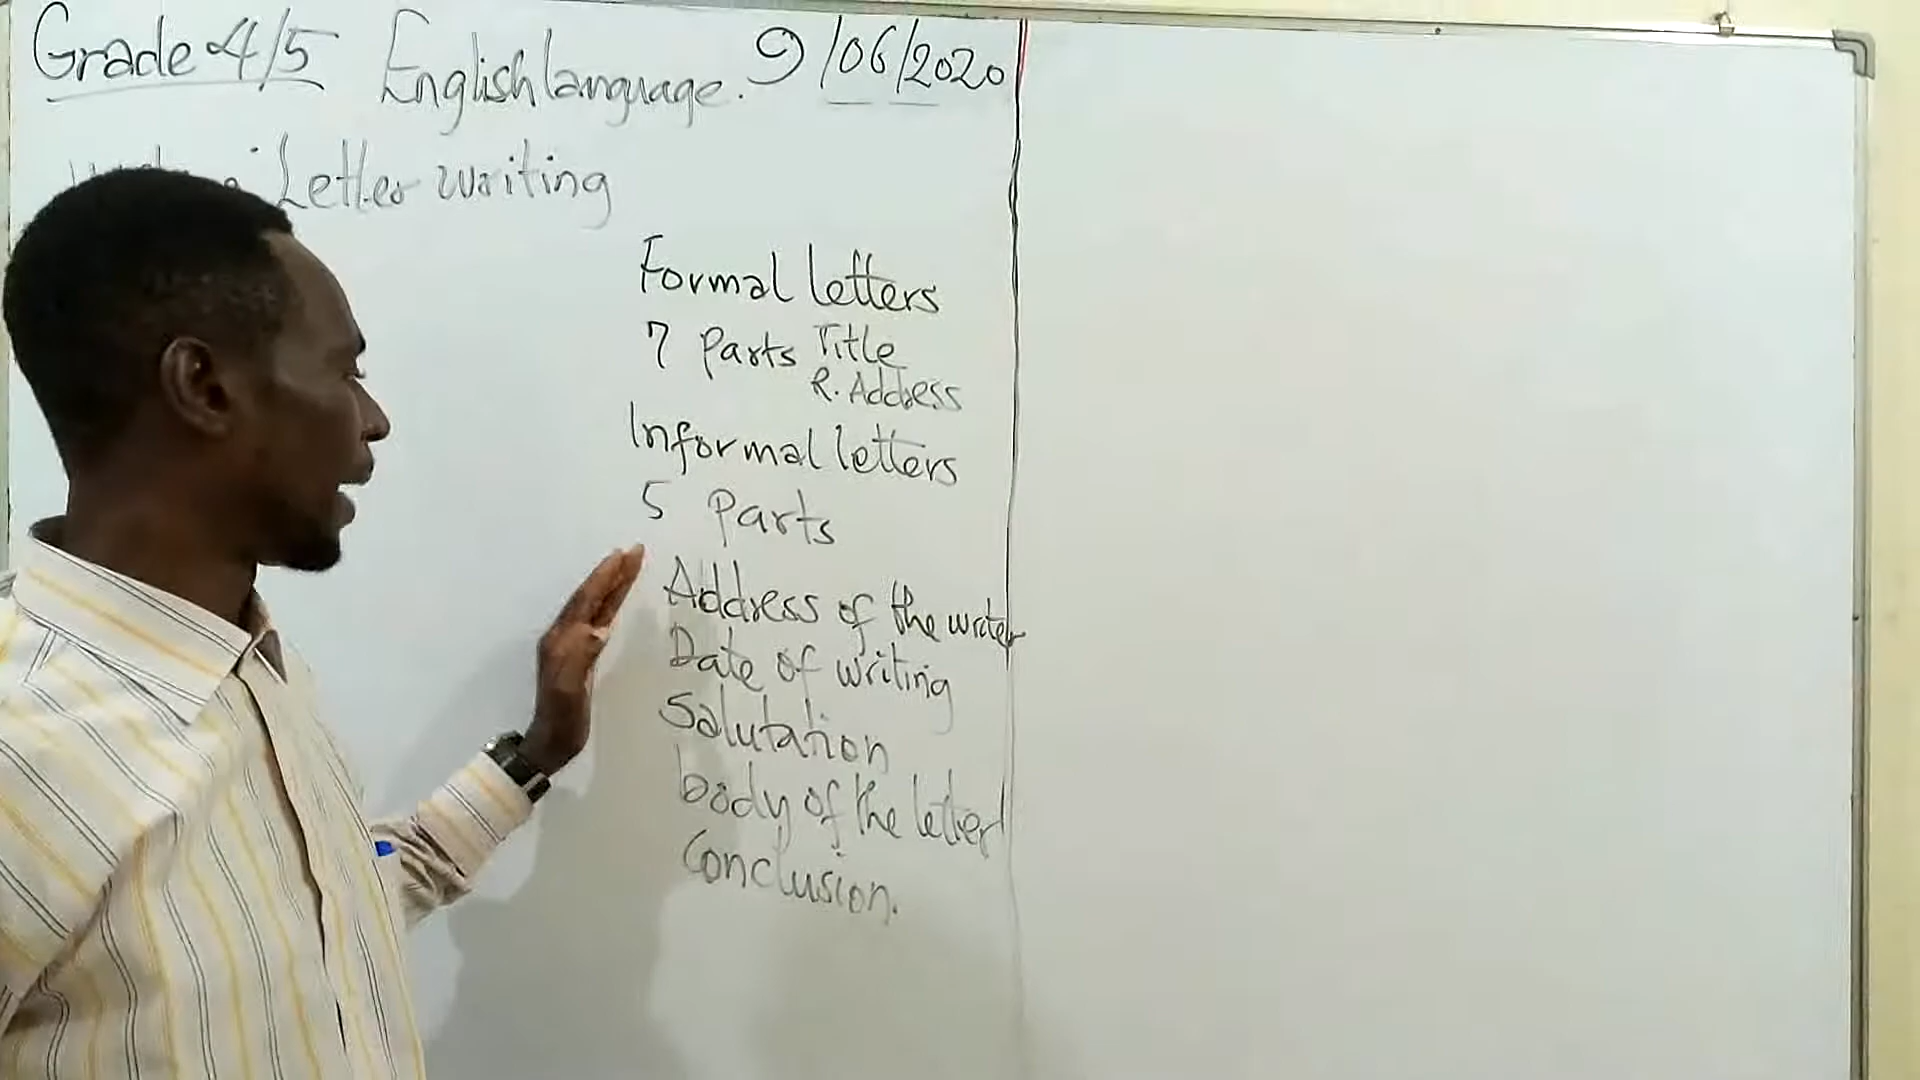 Grade 4/5 English language. 9/06/2020
Letter writing
Formal letters
7 Parts Title
R. Address
Informal letters
5 Parts
Address of the writer
Date of writing
Salutation
body of the letter
Conclusion.